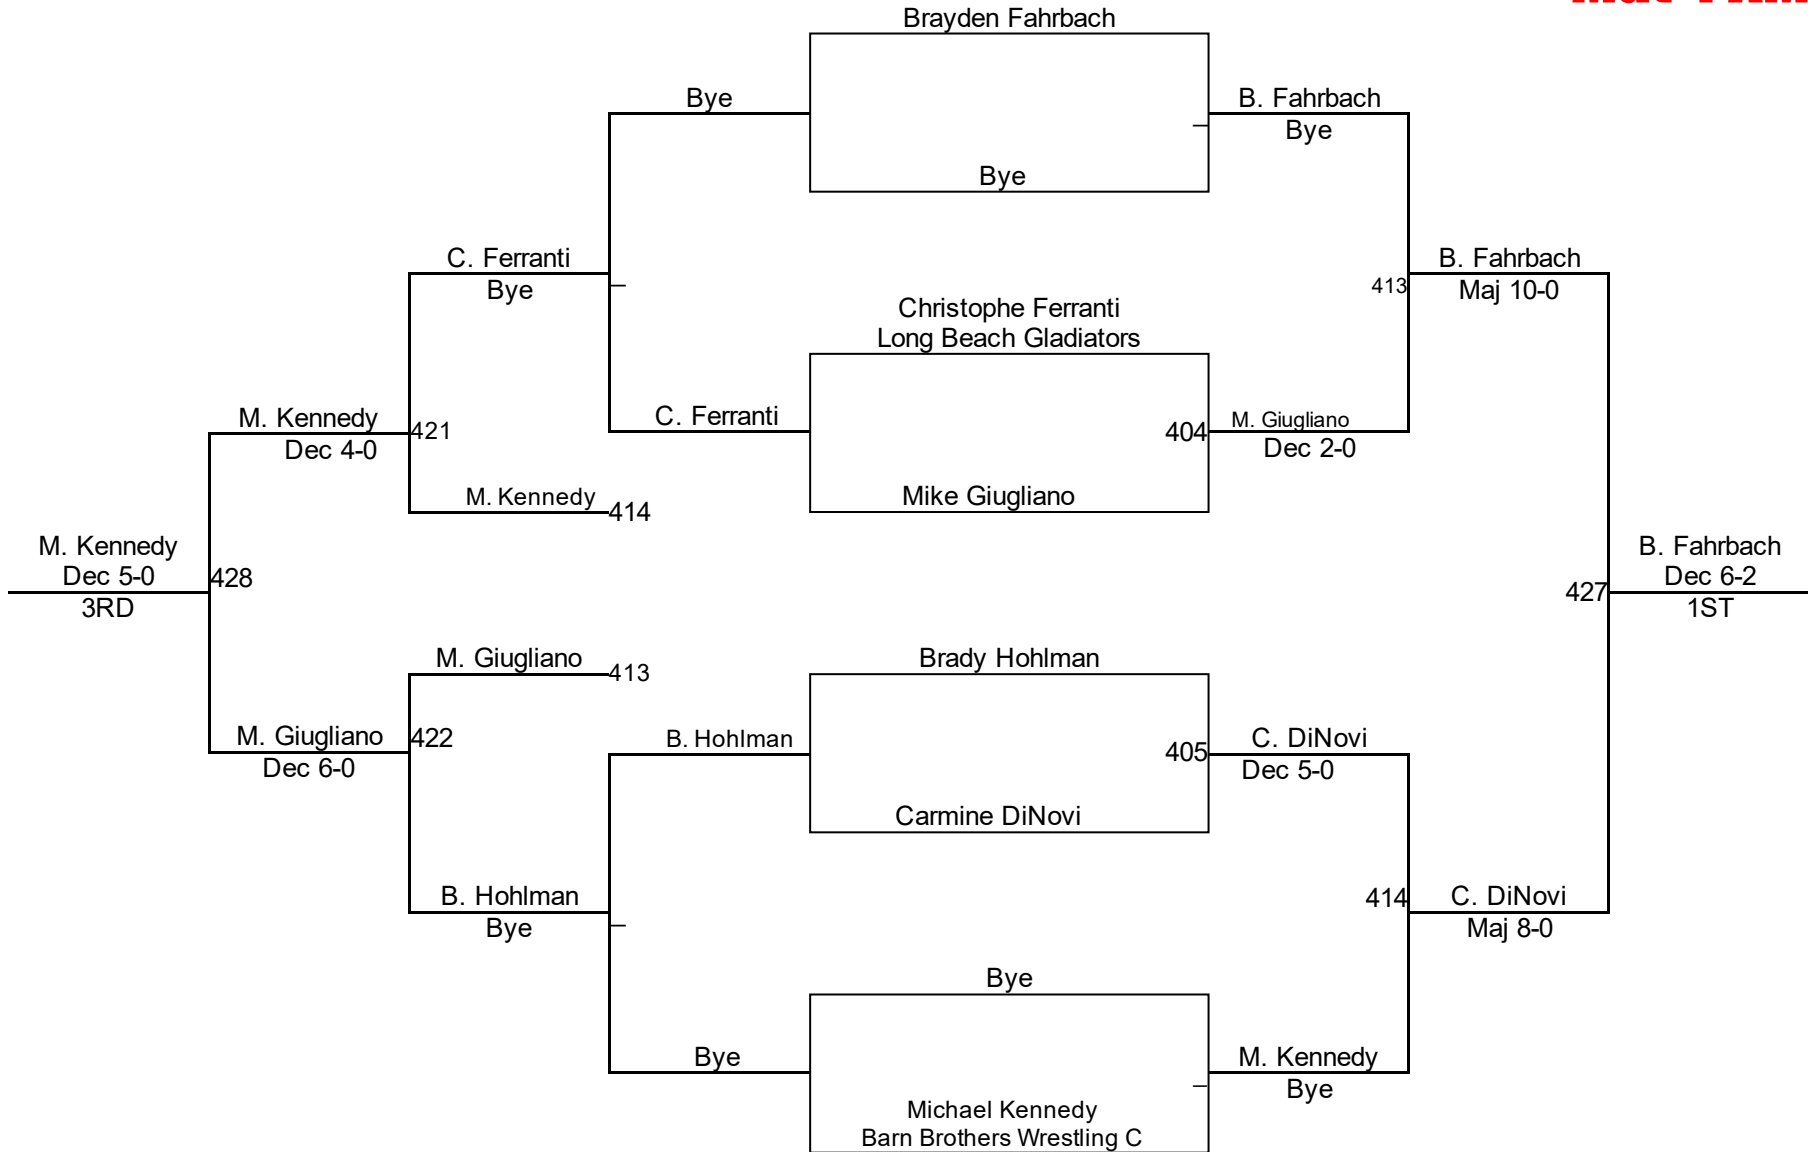 Brayden Fahrbach
Bye
B. Fahrbach
Bye
Bye
C. Ferranti
Bye
B. Fahrbach
Maj 10-0
413
Christophe Ferranti
Long Beach Gladiators
M. Kennedy
Dec 4-0
421
C. Ferranti
404
M. Giugliano
Dec 2-0
M. Kennedy
414
Mike Giugliano
M. Kennedy
Dec 5-0
3RD
428
B. Fahrbach
Dec 6-2
1ST
427
M. Giugliano
413
Brady Hohlman
M. Giugliano
Dec 6-0
422
B. Hohlman
405
C. DiNovi
Dec 5-0
Carmine DiNovi
B. Hohlman
Bye
414
C. DiNovi
Maj 8-0
Bye
Bye
M. Kennedy
Bye
Michael Kennedy
Barn Brothers Wrestling C